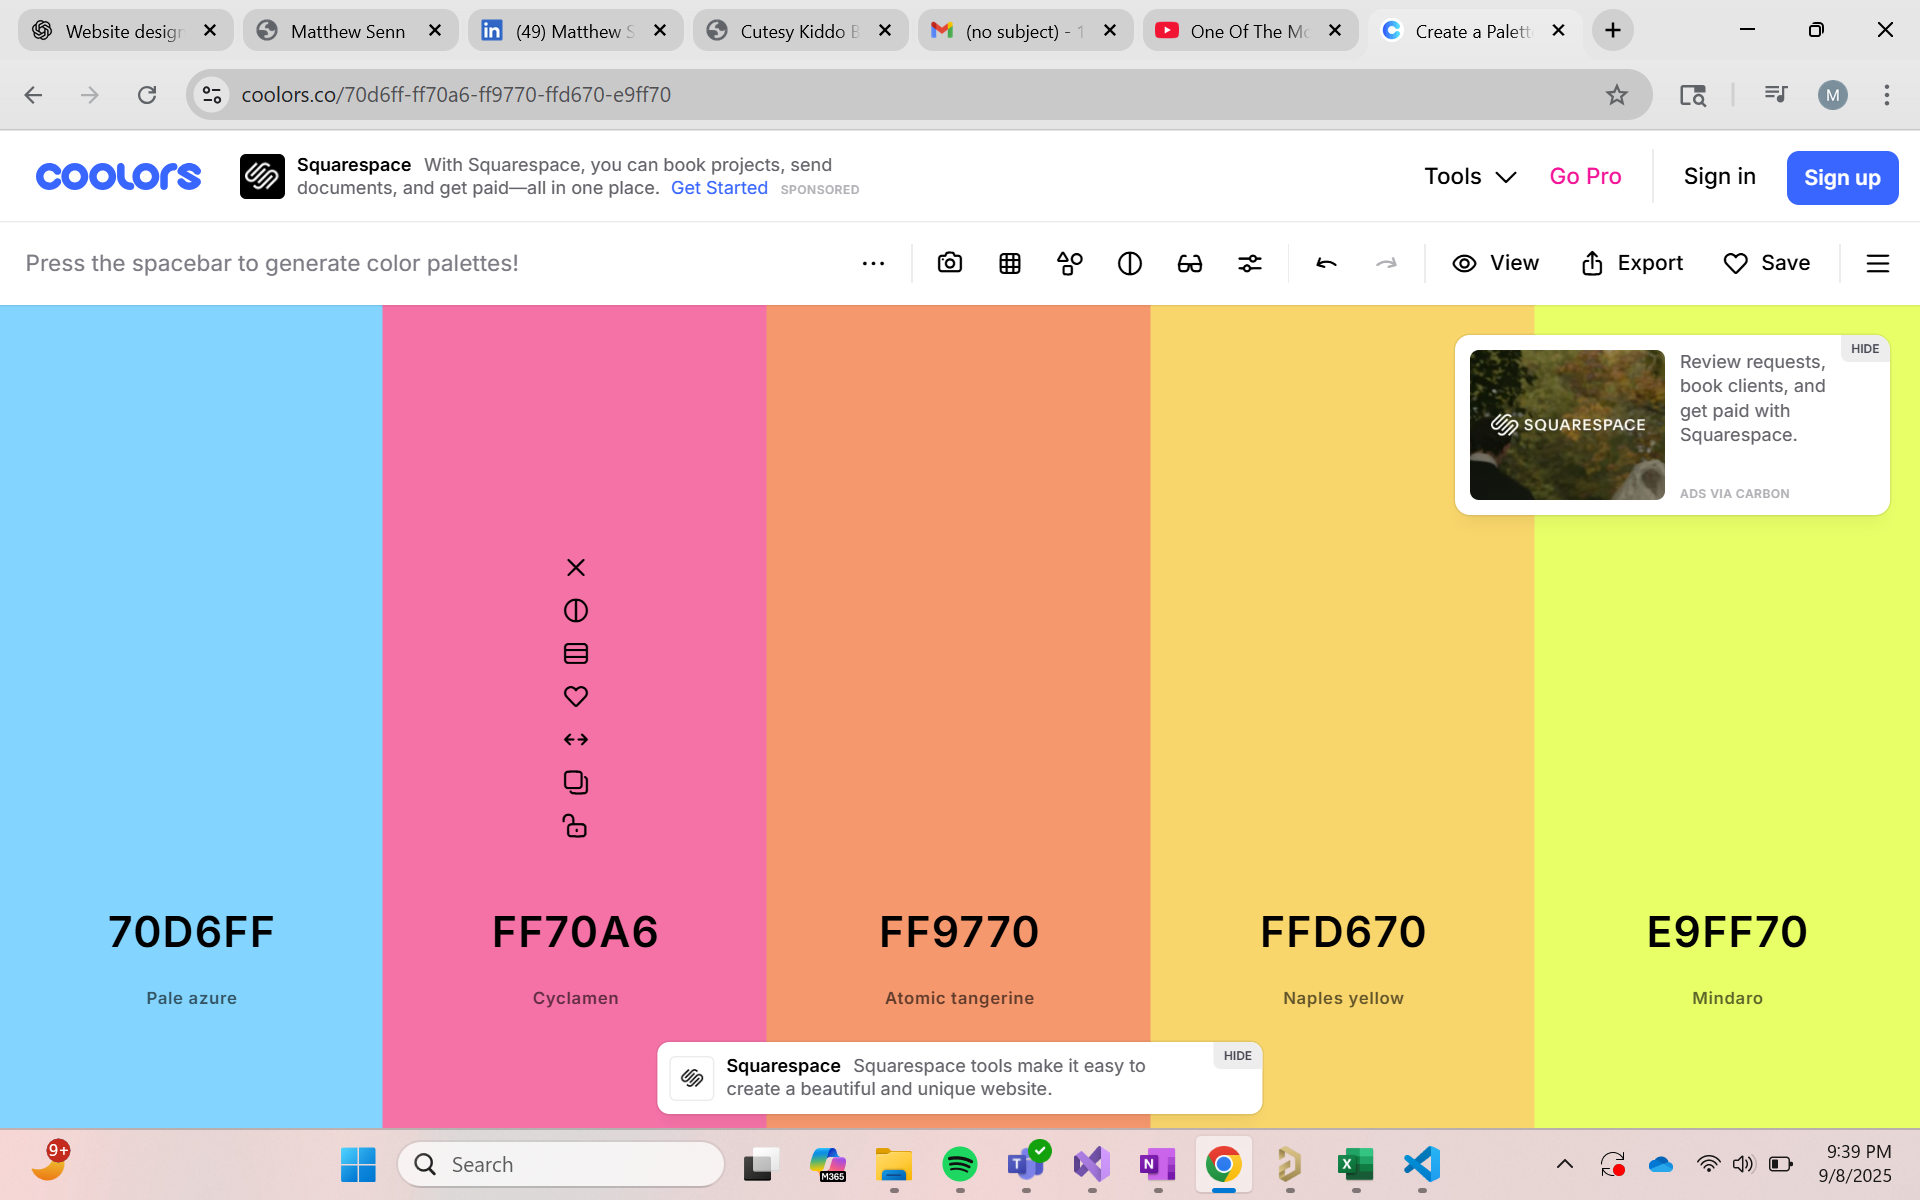 Website design
Matthew Senn
(49) Matthew S
Cutesy Kiddo B
(no subject) - 1
One Of The Mo
Create a Palett
coolors.co/70d6ff-ff70a6-ff9770-ffd670-e9ff70
M
coolors
Squarespace With Squarespace, you can book projects, send
documents, and get paid—all in one place. Get Started SPONSORED
Tools
Go Pro
Sign in
Sign up
Press the spacebar to generate color palettes!
View
Export
Save
HIDE
Review requests,
book clients, and
get paid with
Squarespace.
SQUARESPACE
ADS VIA CARBON
70D6FF
FF70A6
FF9770
FFD670
E9FF70
Pale azure
Cyclamen
Atomic tangerine
Naples yellow
Mindaro
Squarespace Squarespace tools make it easy to
create a beautiful and unique website.
HIDE
9+
Search
M365
9:39 PM
9/8/2025